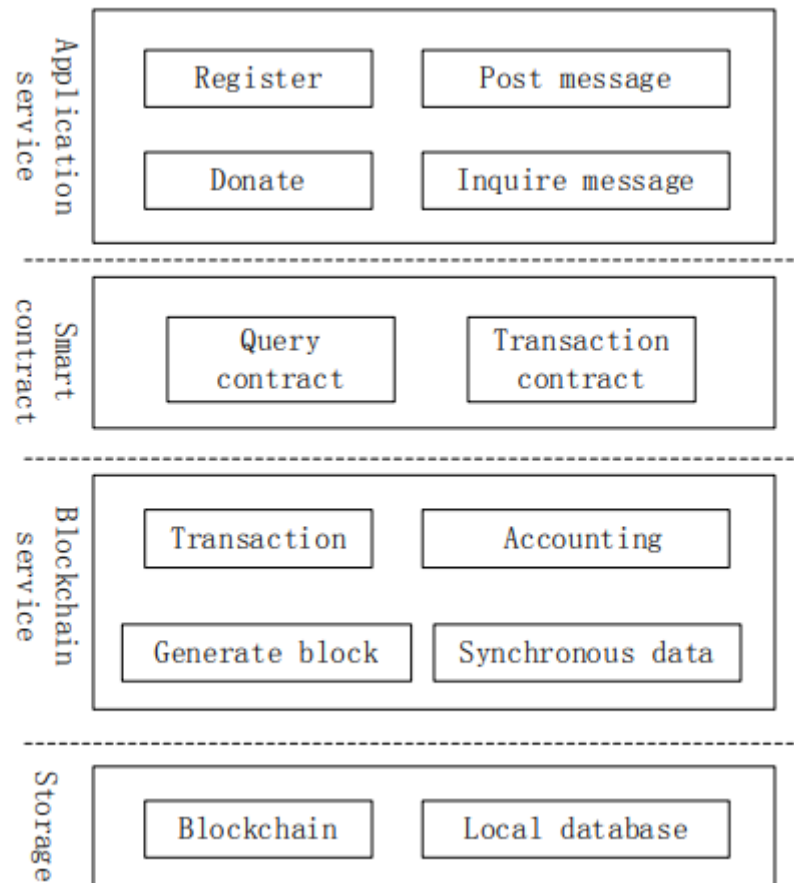 Application
service
Register
Post message
Donate
Inquire message
Smart
contract
Query
contract
Transaction
contract
Blockchain
service
Transaction
Accounting
Generate block
Synchronous data
Storage
Blockchain
Local database